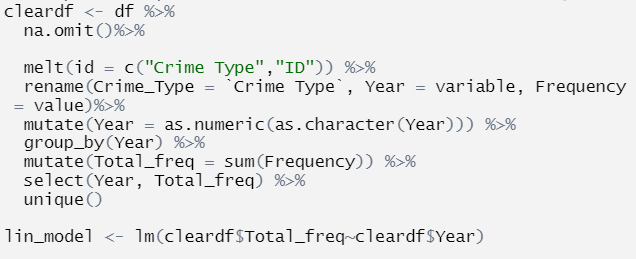 cleardf <- df %>%
  na.omit()%>%

  melt(id = c("Crime Type","ID")) %>%
  rename(Crime_Type = `Crime Type`, Year = variable, Frequency
 = value)%>%
  mutate(Year = as.numeric(as.character(Year))) %>%
  group_by(Year) %>%
  mutate(Total_freq = sum(Frequency)) %>%
  select(Year, Total_freq) %>%
  unique()

lin_model <- lm(cleardf$Total_freq~cleardf$Year)